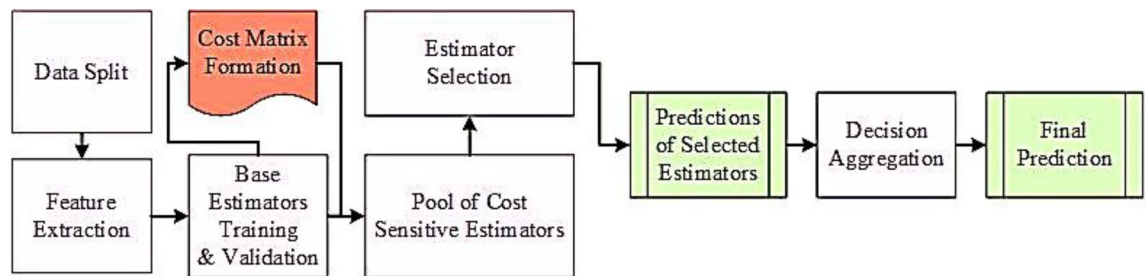 Data Split
Feature
Extraction
Cost Matrix
Formation
Base
Estimators
Training
& Validation
Estimator
Selection
Pool of Cost
Sensitive Estimators
Predictions
of Selected
Estimators
Decision
Aggregation
Final
Prediction